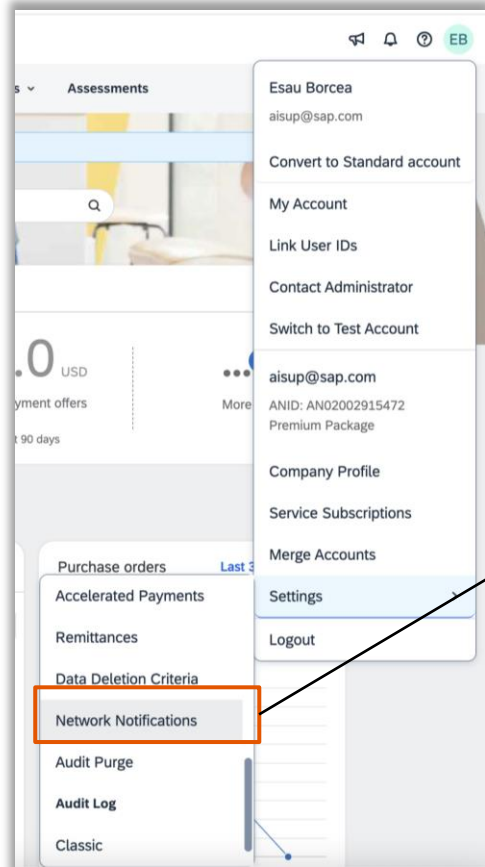 EB
s
Assessments
Esau Borcea
aisup@sap.com
Convert to Standard account
My Account
Link User IDs
Contact Administrator
Switch to Test Account
.0 USD
yment offers
More
t 90 days
aisup@sap.com
ANID: AN02002915472
Premium Package
Company Profile
Service Subscriptions
Merge Accounts
Settings
Logout
Purchase orders
Last 3
Accelerated Payments
Remittances
Data Deletion Criteria
Network Notifications
Audit Purge
Audit Log
Classic